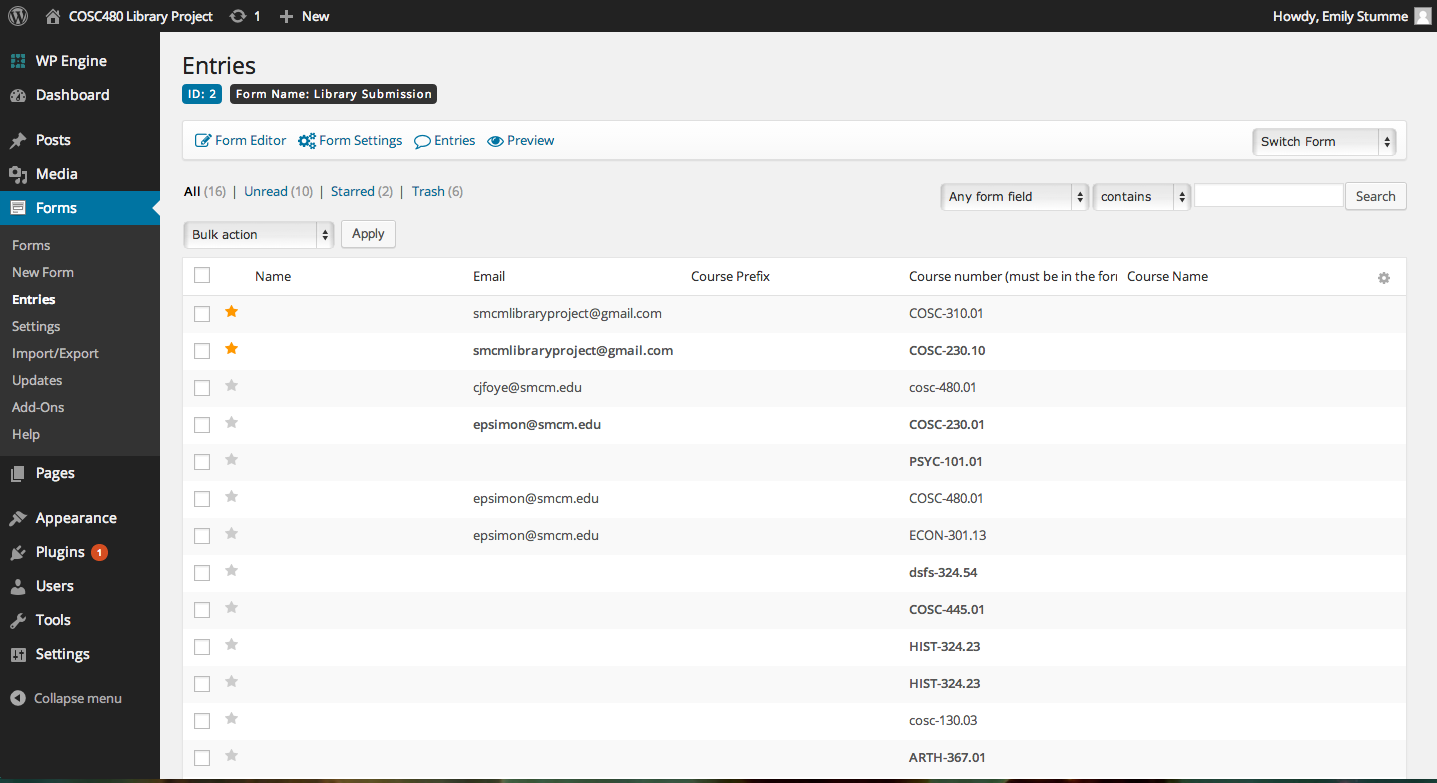 COSC480 Library Project 1 + New Howdy, Emily Stumme
WP Engine
Dashboard
Posts
Media
Forms
Forms
New Form
Entries
Settings
Import/Export
Updates
Add-Ons
Help
Pages
Appearance
Plugins 1
Users
Tools
Settings
Collapse menu
Entries
ID: 2 Form Name: Library Submission
Form Editor Form Settings Entries Preview Switch Form
All (16) | Unread (10) | Starred (2) | Trash (6)
Any form field contains Search
Bulk action Apply
Name Email Course Prefix Course number (must be in the for Course Name
smcmlibraryproject@gmail.com COSC-310.01
smcmlibraryproject@gmail.com COSC-230.10
cjfoye@smcm.edu cosc-480.01
epsimon@smcm.edu COSC-230.01
PSYC-101.01
epsimon@smcm.edu COSC-480.01
epsimon@smcm.edu ECON-301.13
dsfs-324.54
COSC-445.01
HIST-324.23
HIST-324.23
cosc-130.03
ARTH-367.01